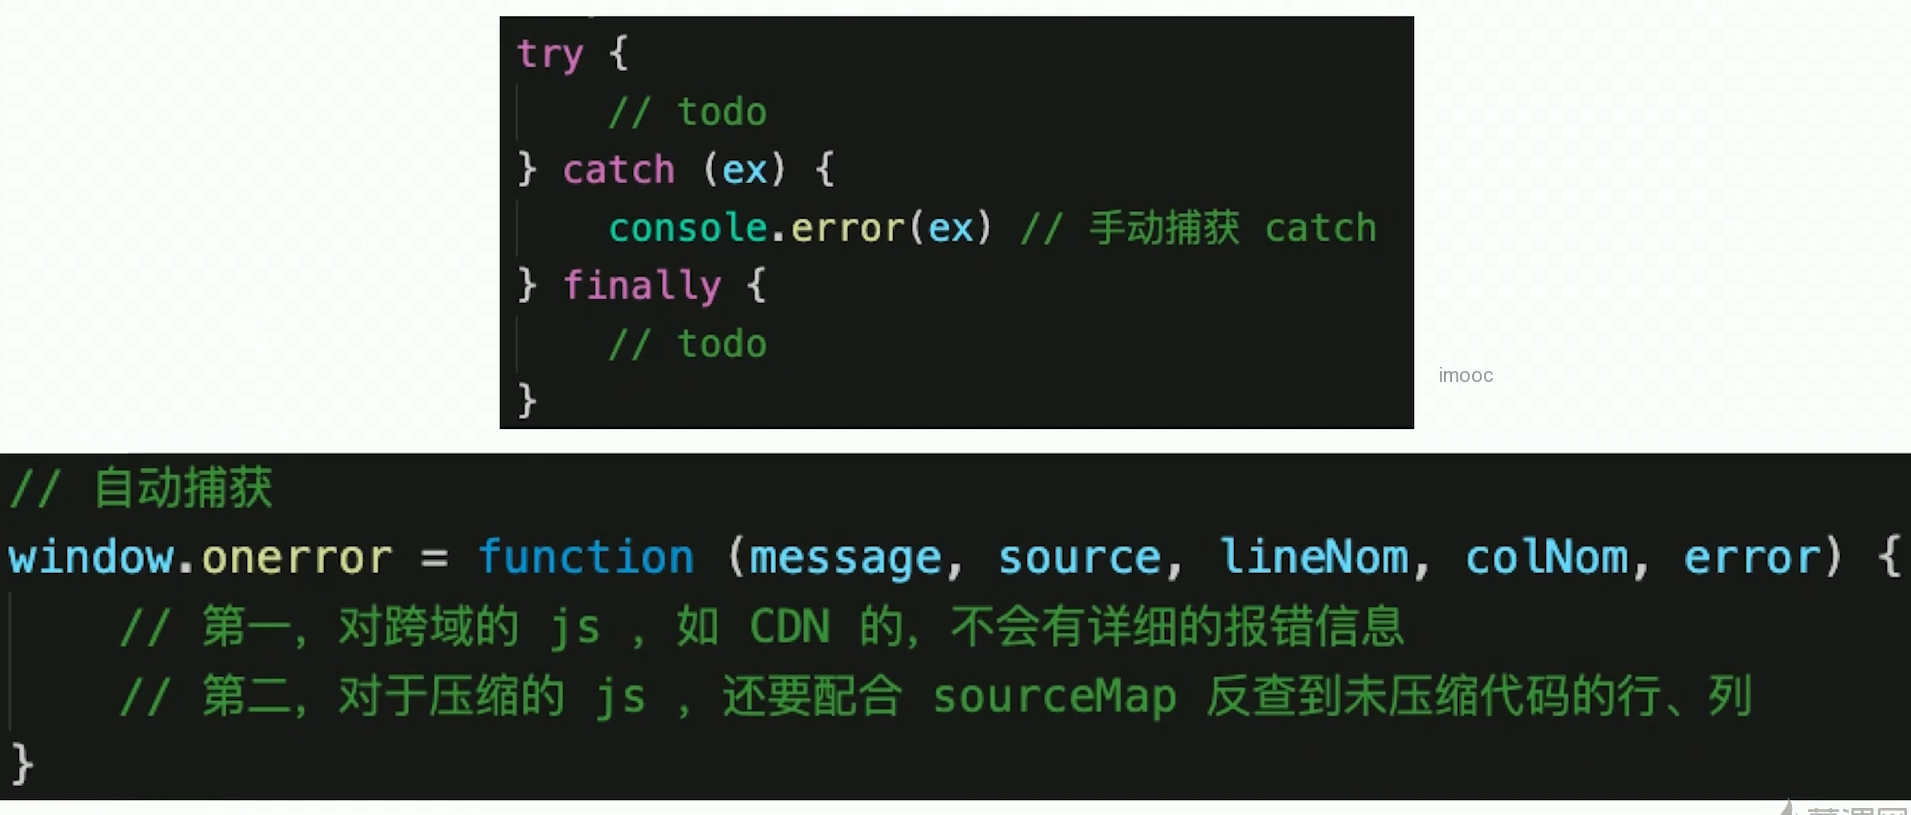 try {
// todo
} catch (ex) {
console.error(ex) // 手动捕获 catch
} finally {
// todo
}
imooc
// 自动捕获
window.onerror = function (message, source, lineNom, colNom, error) {
// 第一，对跨域的 js ，如 CDN 的，不会有详细的报错信息
// 第二，对于压缩的 js ，还要配合 sourceMap 反查到未压缩代码的行、列
}